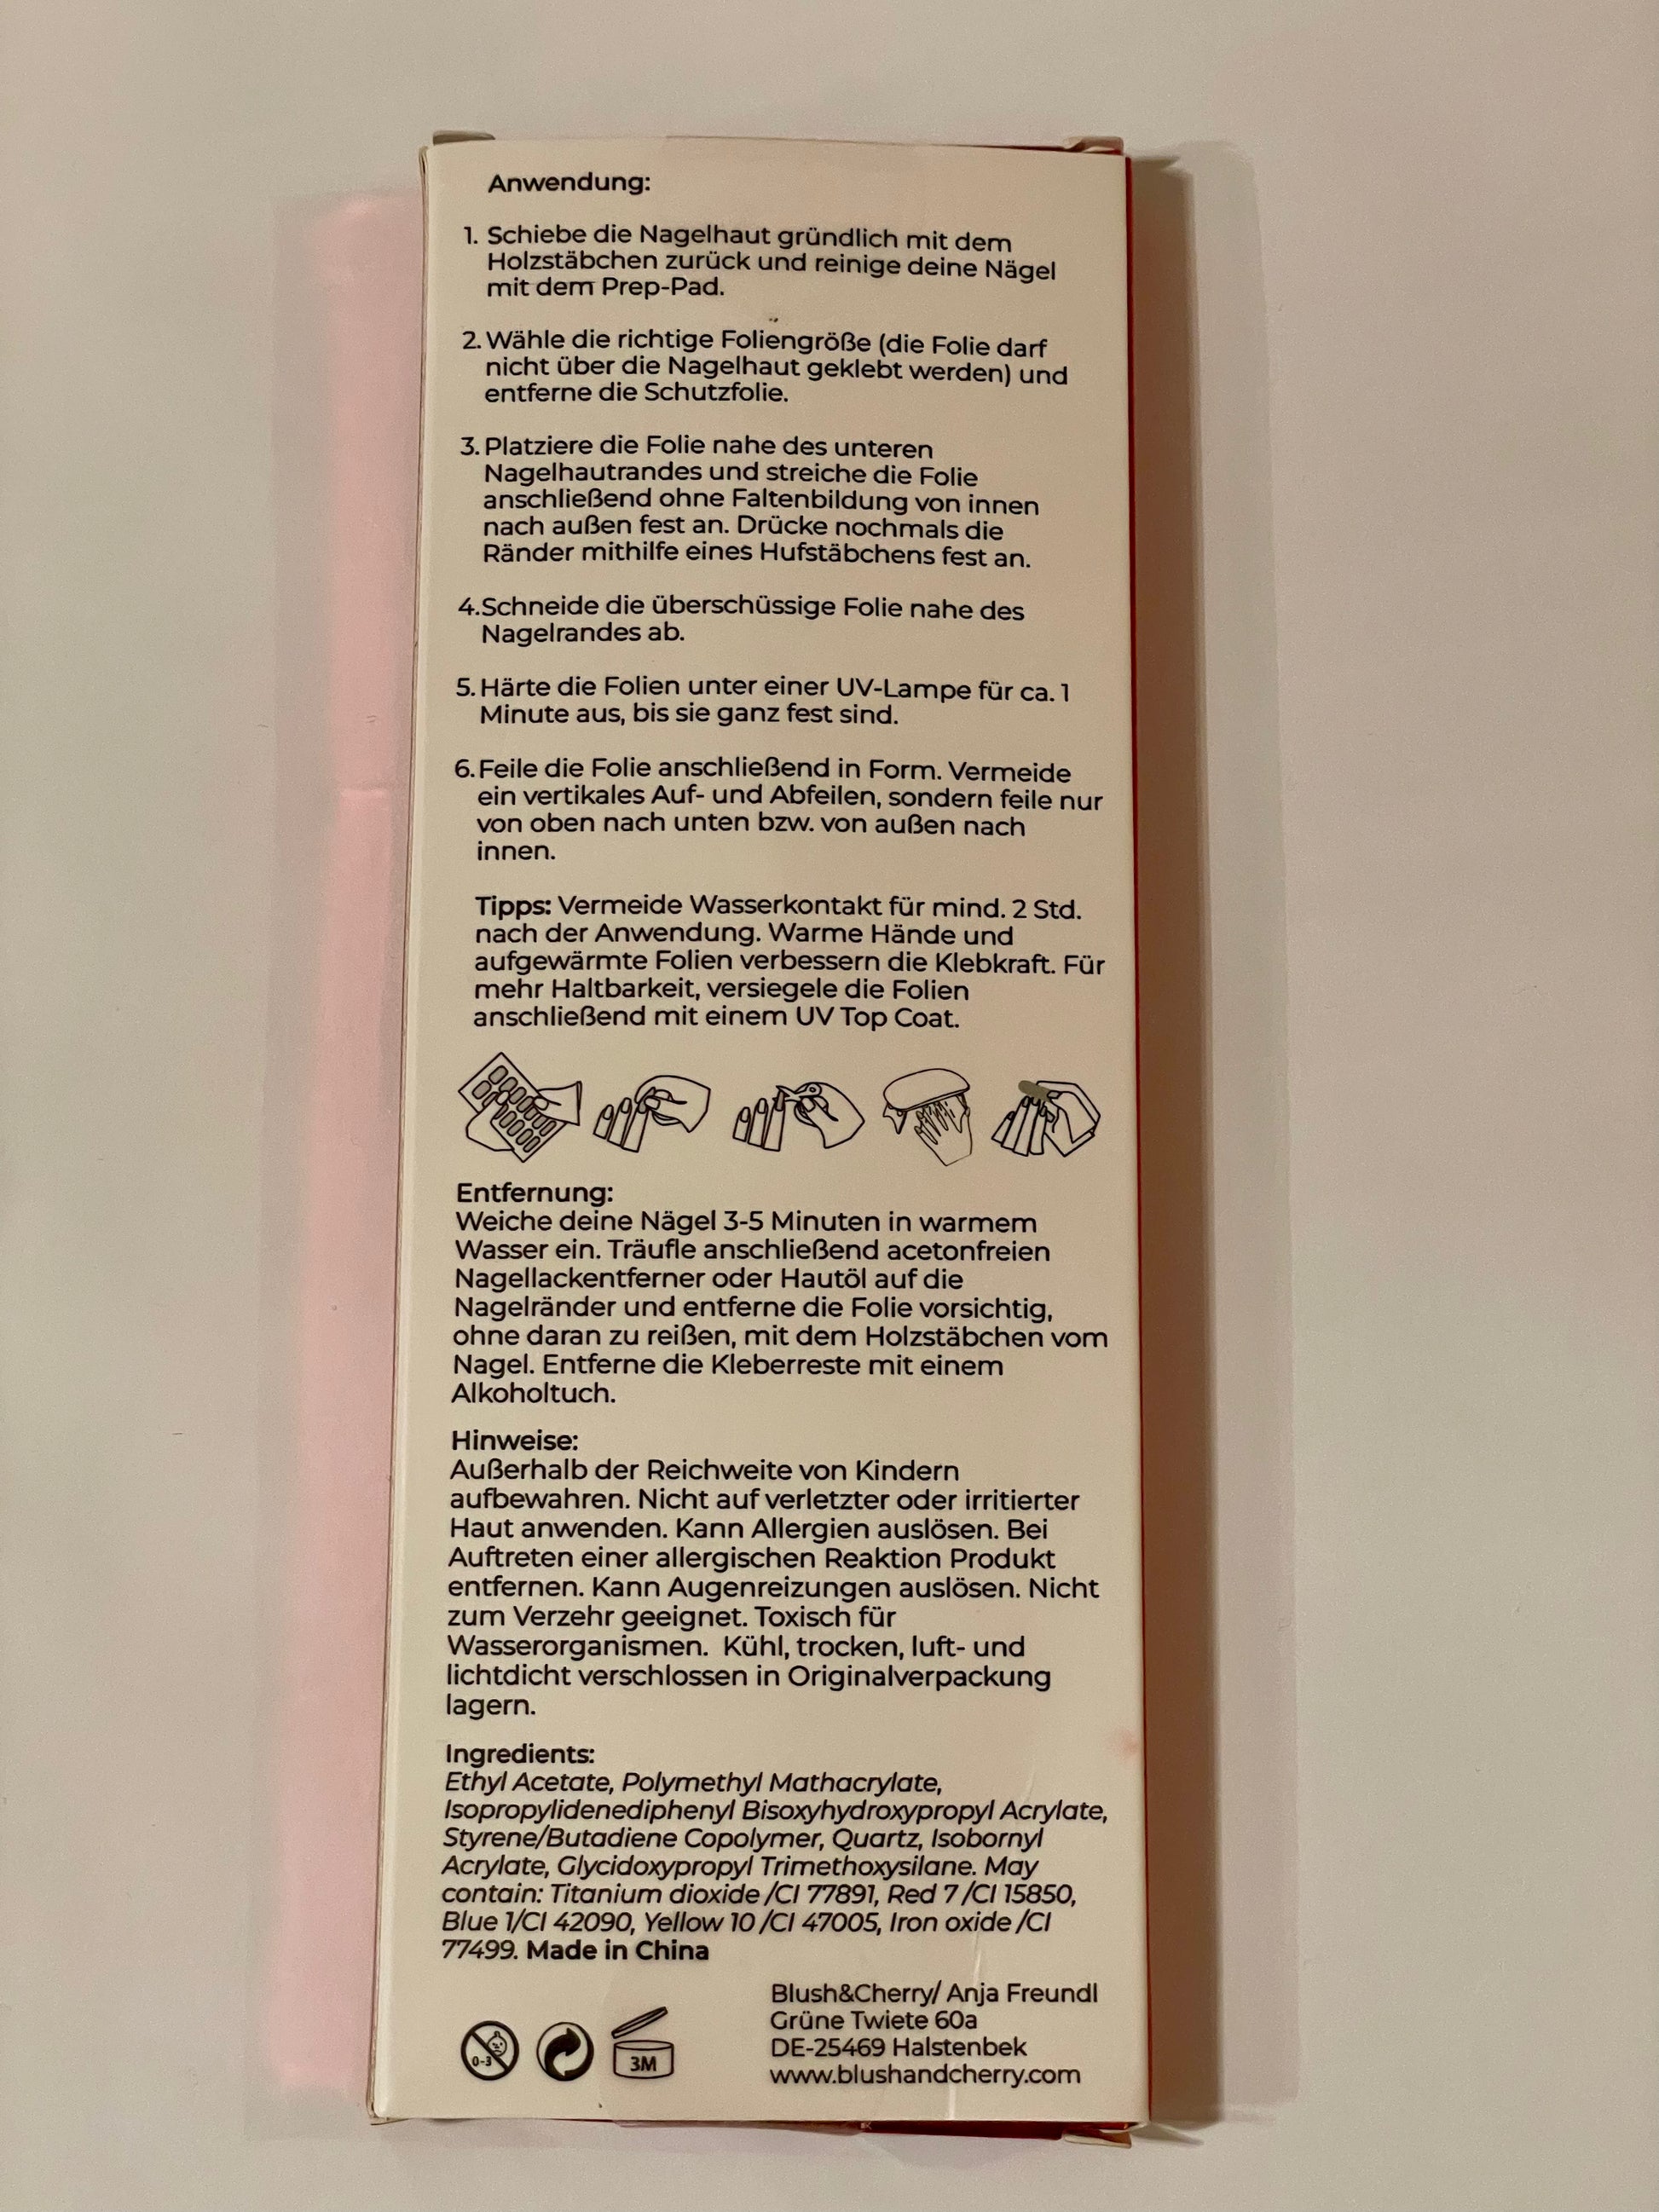 Anwendung:
1. Schiebe die Nagelhaut gründlich mit dem
Holzstäbchen zurück und reinige deine Nägel
mit dem Prep-Pad.
2. Wähle die richtige Foliengröße (die Folie darf
nicht über die Nagelhaut geklebt werden) und
entferne die Schutzfolie.
3. Platziere die Folie nahe des unteren
Nagelhautrandes und streiche die Folie
anschließend ohne Faltenbildung von innen
nach außen fest an. Drücke nochmals die
Ränder mithilfe eines Hufstäbchens fest an.
4. Schneide die überschüssige Folie nahe des
Nagelrandes ab.
5. Härte die Folien unter einer UV-Lampe für ca. 1
Minute aus, bis sie ganz fest sind.
6. Feile die Folie anschließend in Form. Vermeide
ein vertikales Auf- und Abfeilen, sondern feile nur
von oben nach unten bzw. von außen nach
innen.
Tipps: Vermeide Wasserkontakt für mind. 2 Std.
nach der Anwendung. Warme Hände und
aufgewärmte Folien verbessern die Klebkraft. Für
mehr Haltbarkeit, versiegele die Folien
anschließend mit einem UV Top Coat.
Entfernung:
Weiche deine Nägel 3-5 Minuten in warmem
Wasser ein. Träufle anschließend acetonfreien
Nagellackentferner oder Hautöl auf die
Nagelränder und entferne die Folie vorsichtig,
ohne daran zu reißen, mit dem Holzstäbchen vom
Nagel. Entferne die Kleberreste mit einem
Alkoholtuch.
Hinweise:
Außerhalb der Reichweite von Kindern
aufbewahren. Nicht auf verletzter oder irritierter
Haut anwenden. Kann Allergien auslösen. Bei
Auftreten einer allergischen Reaktion Produkt
entfernen. Kann Augenreizungen auslösen. Nicht
zum Verzehr geeignet. Toxisch für
Wasserorganismen. Kühl, trocken, luft- und
lichtdicht verschlossen in Originalverpackung
lagern.
Ingredients:
Ethyl Acetate, Polymethyl Mathacrylate,
Isopropylidenediphenyl Bisoxyhydroxypropyl Acrylate,
Styrene/Butadiene Copolymer, Quartz, Isobornyl
Acrylate, Glycidoxypropyl Trimethoxysilane. May
contain: Titanium dioxide /CI 77891, Red 7 /CI 15850,
Blue 1/CI 42090, Yellow 10 /CI 47005, Iron oxide /CI
77499. Made in China
0-3
3M
Blush&Cherry/ Anja Freundl
Grüne Twiete 60a
DE-25469 Halstenbek
www.blushandcherry.com